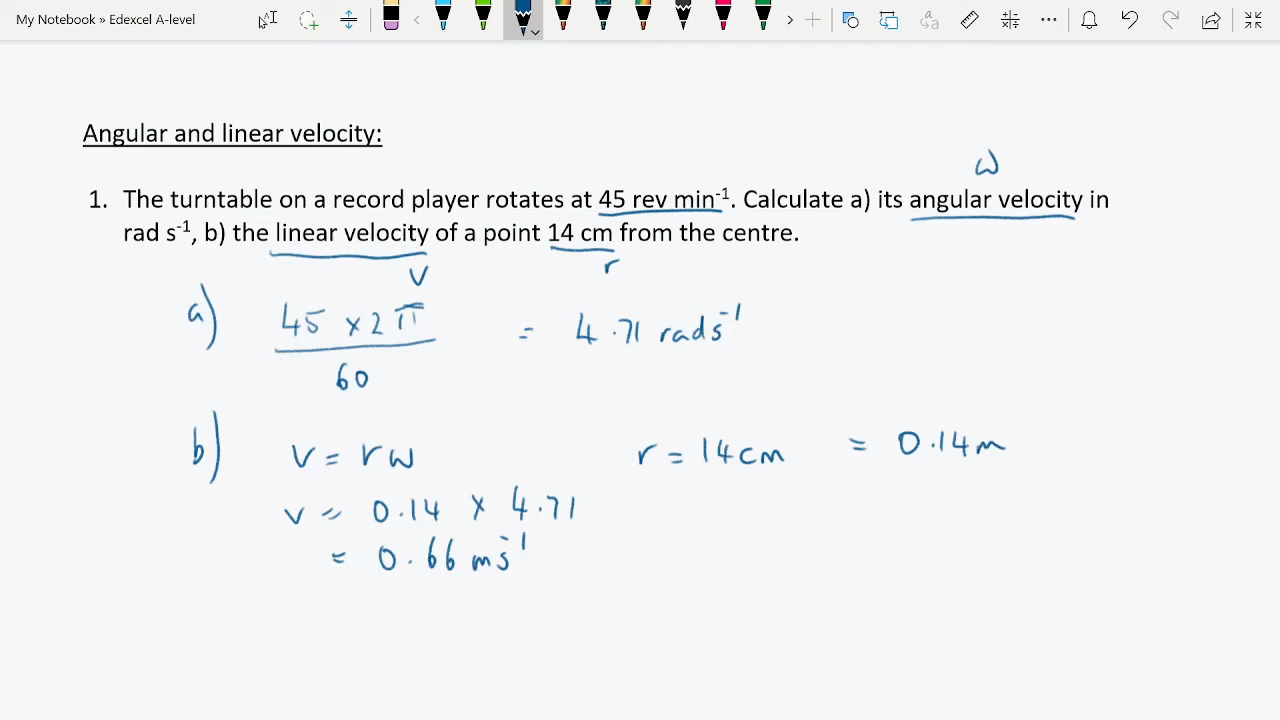 My Notebook » Edexcel A-level
Angular and linear velocity:
ω
1. The turntable on a record player rotates at 45 rev min⁻¹. Calculate a) its angular velocity in
rad s⁻¹, b) the linear velocity of a point 14 cm from the centre.
v r
a) 45 × 2π / 60 = 4.71 rad s⁻¹
b) v = rω r = 14cm = 0.14m
v = 0.14 × 4.71
= 0.66 ms⁻¹